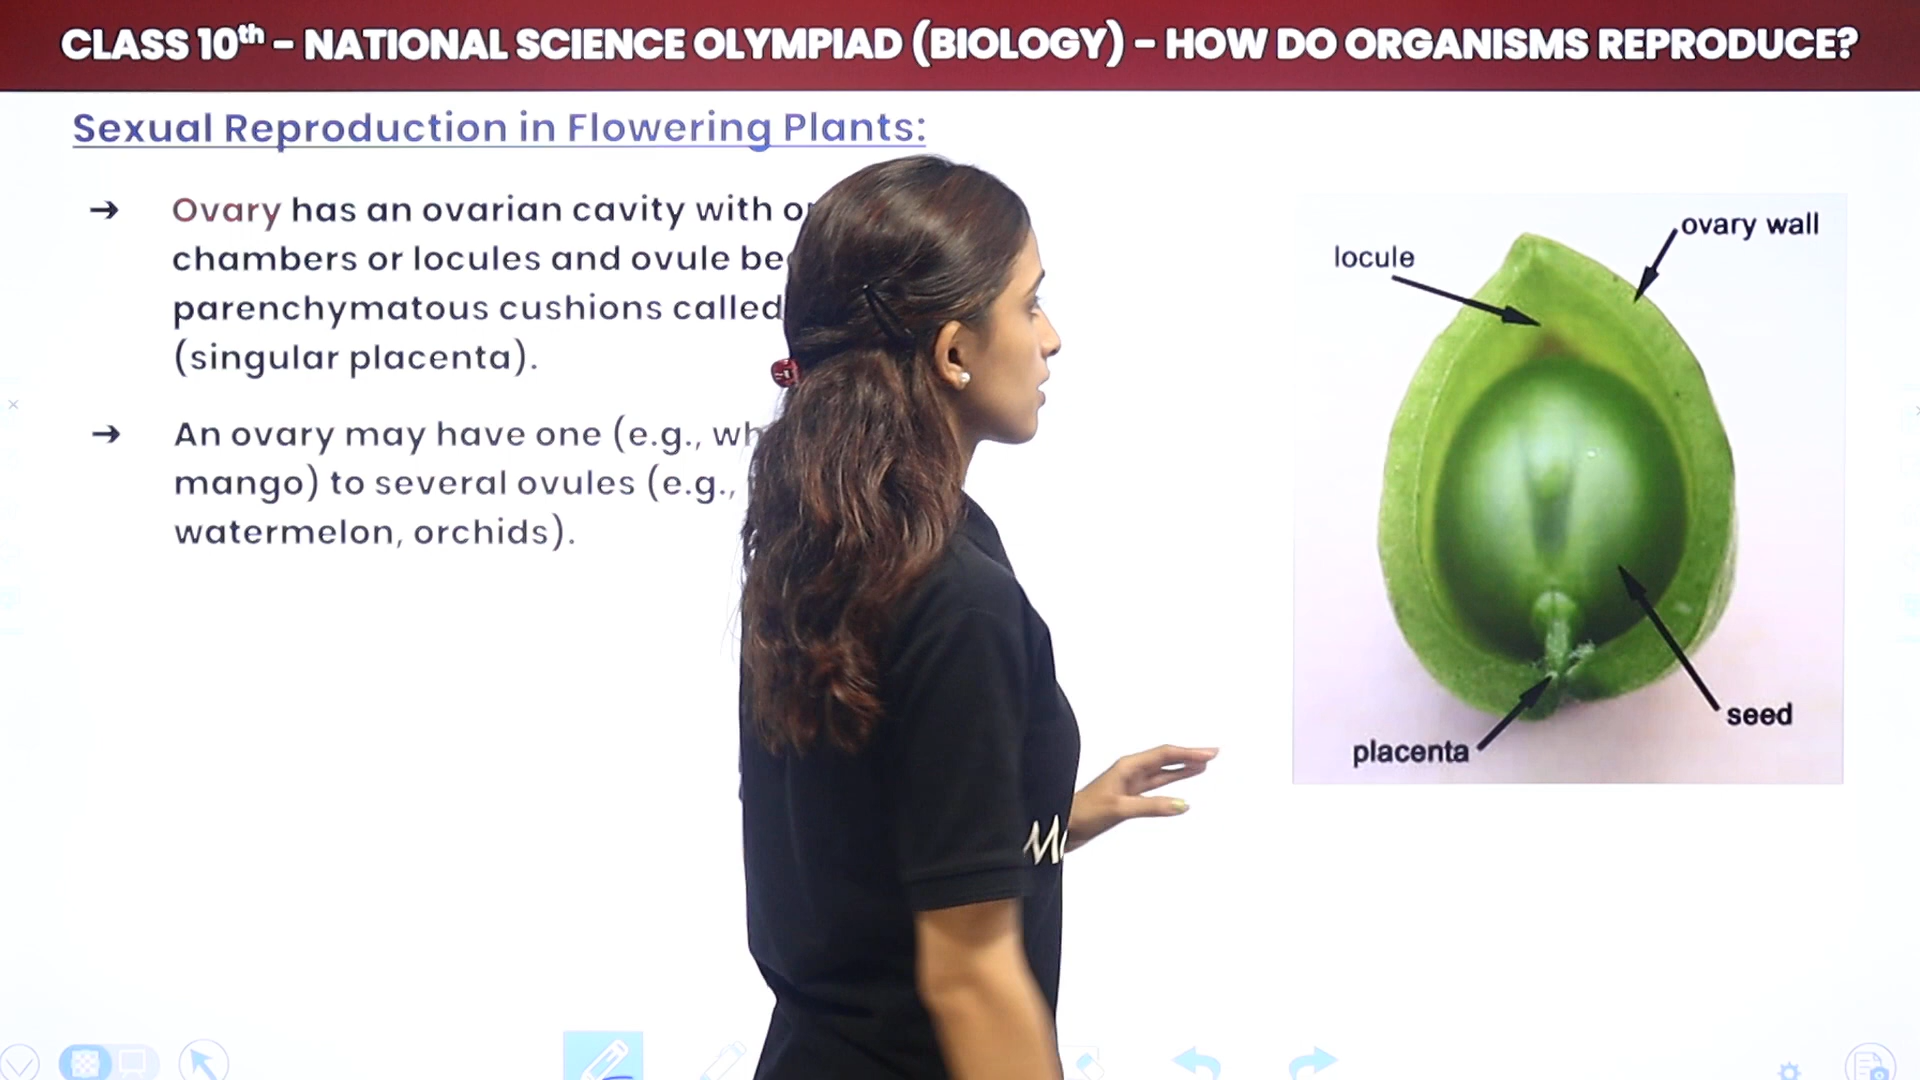 CLASS 10th - NATIONAL SCIENCE OLYMPIAD (BIOLOGY) - HOW DO ORGANISMS REPRODUCE?
Sexual Reproduction in Flowering Plants:
→ Ovary has an ovarian cavity with
chambers or locules and ovule
parenchymatous cushions called
(singular placenta).
→ An ovary may have one (e.g.,
mango) to several ovules (e.g.,
watermelon, orchids).
ovary wall
locule
seed
placenta